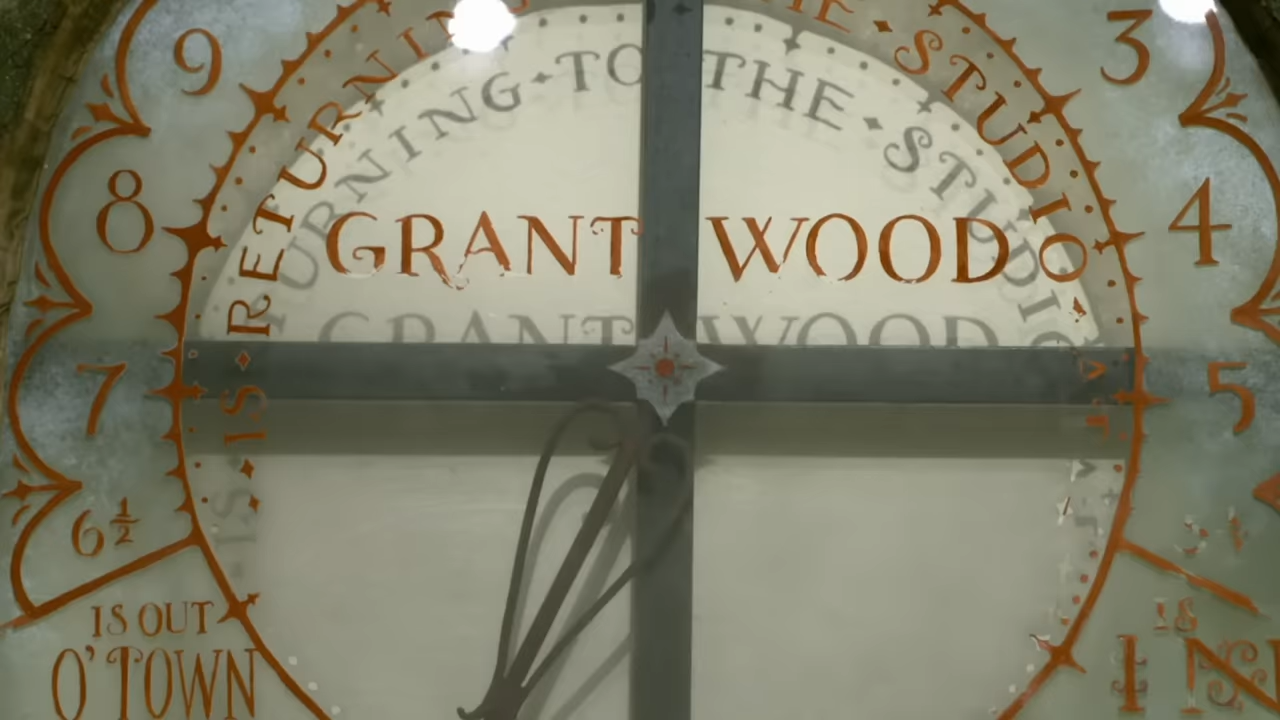 IS • RETURNING THE • STUDIO
GRANT WOOD
9
8
7
6½
3
4
5
IS OUT
O' TOWN
IS
IN